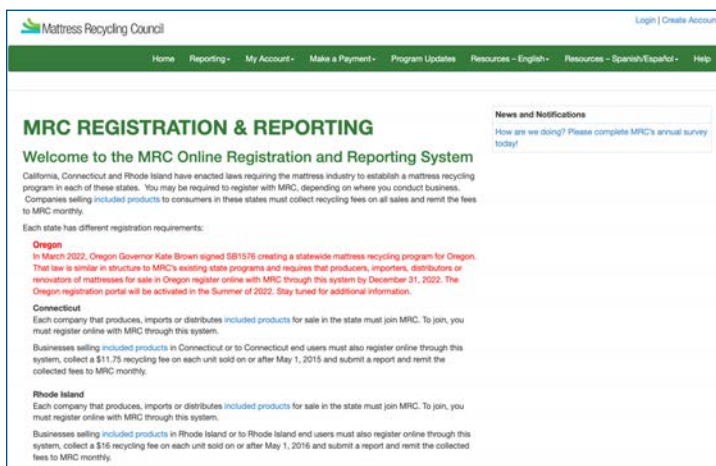 Mattress Recycling Council
Login | Create Accoun
Home Reporting My Account Make a Payment Program Updates Resources – English Resources – Spanish/Español Help
MRC REGISTRATION & REPORTING
Welcome to the MRC Online Registration and Reporting System
California, Connecticut and Rhode Island have enacted laws requiring the mattress industry to establish a mattress recycling
program in each of these states. You may be required to register with MRC, depending on where you conduct business.
Companies selling included products to consumers in these states must collect recycling fees on all sales and remit the fees
to MRC monthly.
Each state has different registration requirements:
Oregon
In March 2022, Oregon Governor Kate Brown signed SB1576 creating a statewide mattress recycling program for Oregon.
That law is similar in structure to MRC's existing state programs and requires that producers, importers, distributors or
renovators of mattresses for sale in Oregon register online with MRC through this system by December 31, 2022. The
Oregon registration portal will be activated in the Summer of 2022. Stay tuned for additional information.
Connecticut
Each company that produces, imports or distributes included products for sale in the state must join MRC. To join, you
must register online with MRC through this system.
Businesses selling included products in Connecticut or to Connecticut end users must also register online through this
system, collect a $11.75 recycling fee on each unit sold on or after May 1, 2015 and submit a report and remit the
collected fees to MRC monthly.
Rhode Island
Each company that produces, imports or distributes included products for sale in the state must join MRC. To join, you
must register online with MRC through this system.
Businesses selling included products in Rhode Island or to Rhode Island end users must also register online through this
system, collect a $16 recycling fee on each unit sold on or after May 1, 2016 and submit a report and remit the collected
fees to MRC monthly.
News and Notifications
How are we doing? Please complete MRC's annual survey
today!